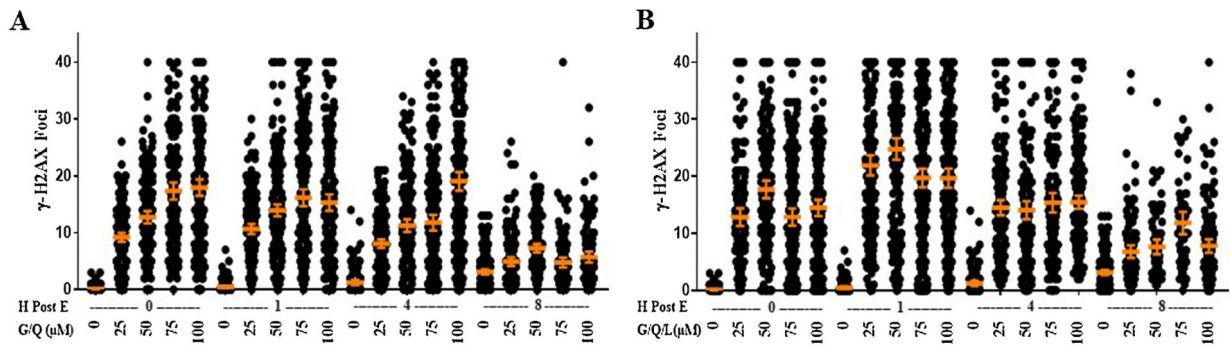 A
B
γ-H2AX Foci
40
30
20
10
0
H Post E ---------- 0 ---------- ---------- 1 ---------- ---------- 4 ---------- ---------- 8 ----------
G/Q (µM) 0 25 50 75 100 0 25 50 75 100 0 25 50 75 100 0 25 50 75 100
γ-H2AX Foci
40
30
20
10
0
H Post E ---------- 0 ---------- ---------- 1 ---------- ---------- 4 ---------- ---------- 8 ----------
G/Q/L(µM) 0 25 50 75 100 0 25 50 75 100 0 25 50 75 100 0 25 50 75 100